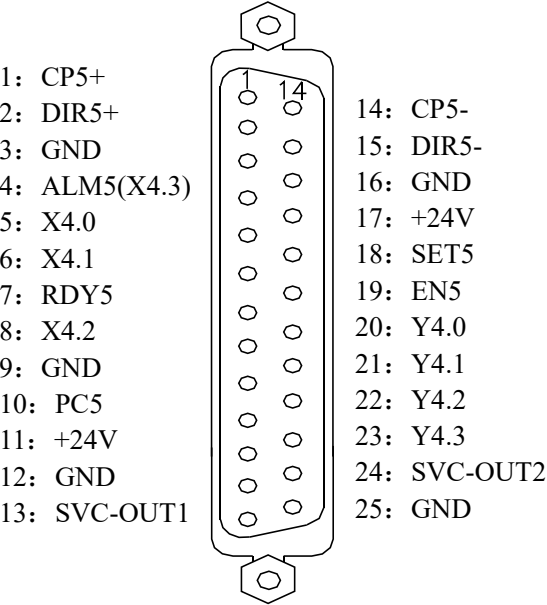 1：CP5+
2：DIR5+
3：GND
4：ALM5(X4.3)
5：X4.0
6：X4.1
7：RDY5
8：X4.2
9：GND
10：PC5
11：+24V
12：GND
13：SVC-OUT1
1
14
14：CP5-
15：DIR5-
16：GND
17：+24V
18：SET5
19：EN5
20：Y4.0
21：Y4.1
22：Y4.2
23：Y4.3
24：SVC-OUT2
25：GND